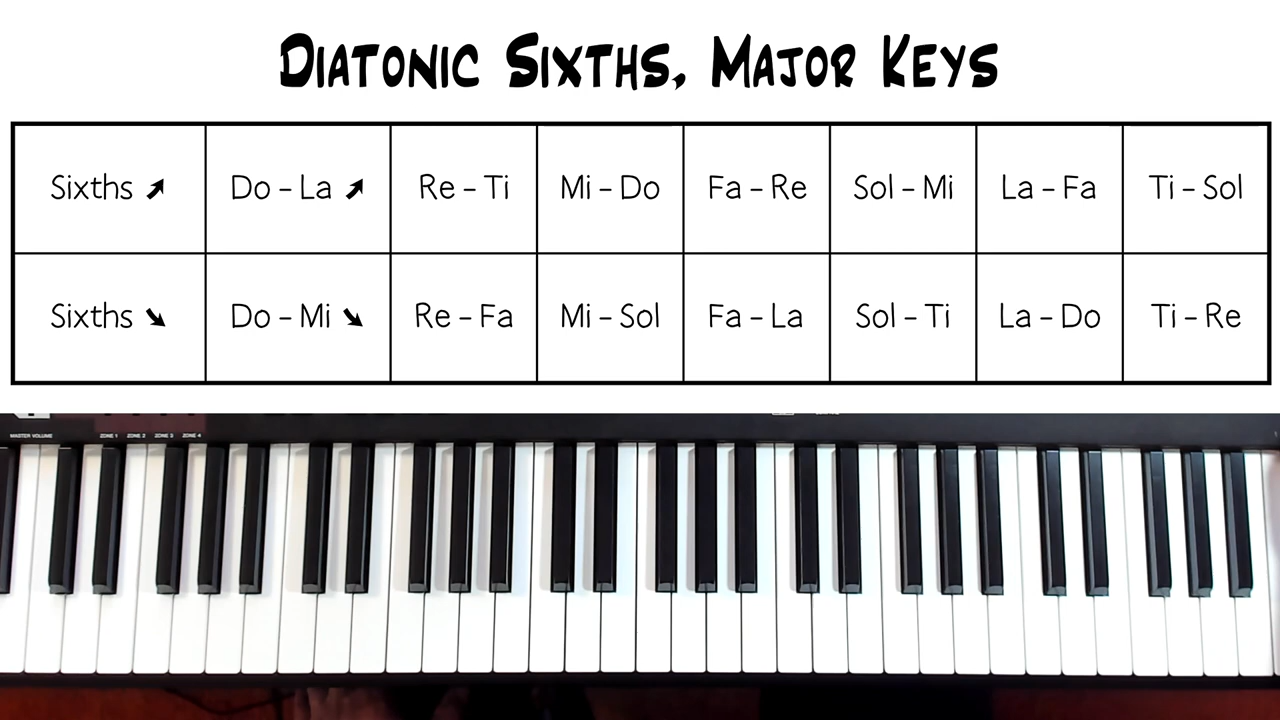 DIATONIC SIXTHS, MAJOR KEYS
Sixths ↗ Do – La ↗ Re – Ti Mi – Do Fa – Re Sol – Mi La – Fa Ti – Sol
Sixths ↘ Do – Mi ↘ Re – Fa Mi – Sol Fa – La Sol – Ti La – Do Ti – Re
MASTER VOLUME ZONE 1 ZONE 2 ZONE 3 ZONE 4